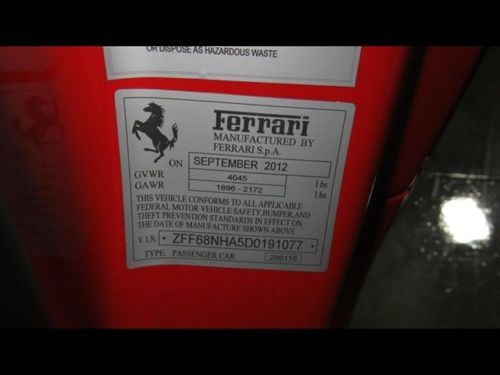 OR DISPOSE AS HAZARDOUS WASTE
Ferrari
MANUFACTURED BY
FERRARI S.p.A.
ON SEPTEMBER 2012
GVWR 4045 lbs
GAWR 1896 - 2172 lbs
THIS VEHICLE CONFORMS TO ALL APPLICABLE
FEDERAL MOTOR VEHICLE SAFETY, BUMPER, AND
THEFT PREVENTION STANDARDS IN EFFECT ON
THE DATE OF MANUFACTURE SHOWN ABOVE
V.I.N. • ZFF68NHA5D0191077 •
TYPE: PASSENGER CAR 280110